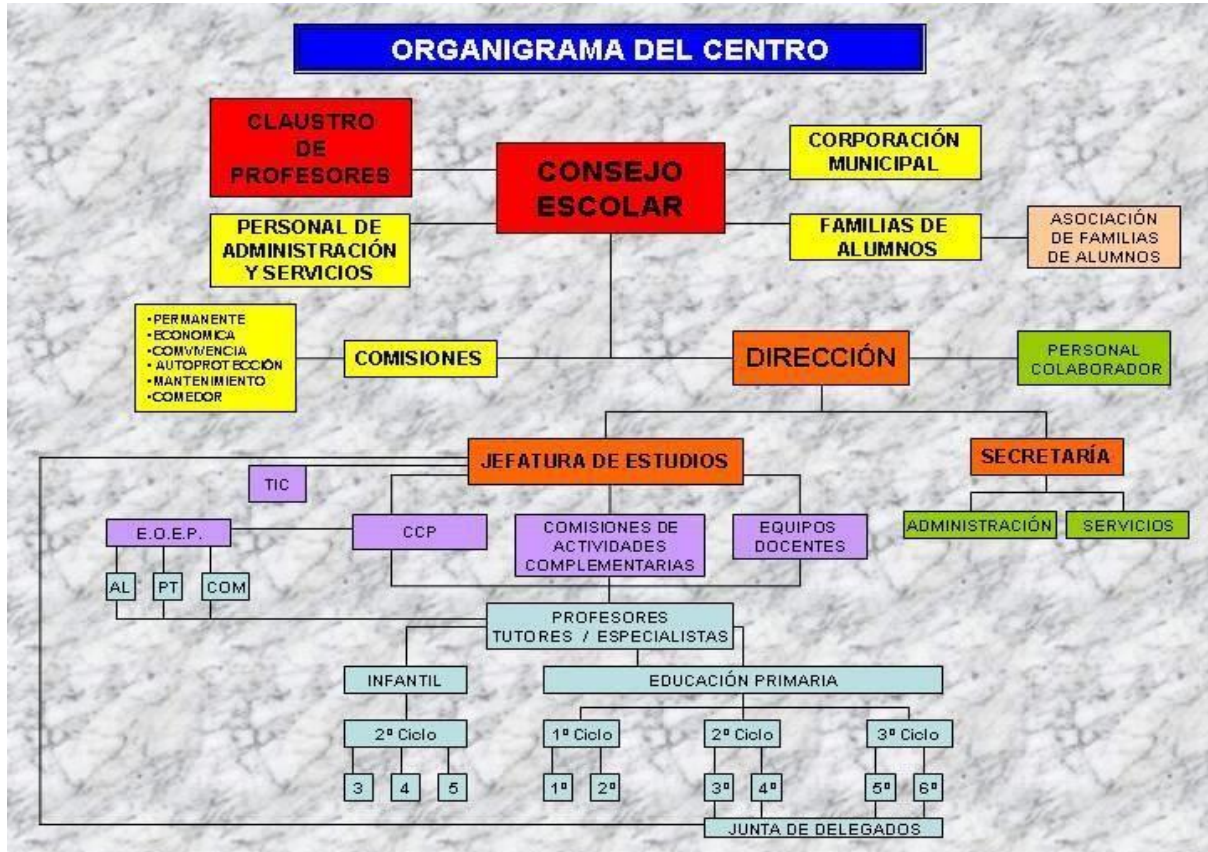 ORGANIGRAMA DEL CENTRO
CLAUSTRO
DE
PROFESORES
CONSEJO
ESCOLAR
CORPORACIÓN
MUNICIPAL
PERSONAL DE
ADMINISTRACIÓN
Y SERVICIOS
FAMILIAS DE
ALUMNOS
ASOCIACIÓN
DE FAMILIAS
DE ALUMNOS
•PERMANENTE
•ECONOMICA
•COMVIVENCIA
• AUTOPROTECCIÓN
•MANTENIMIENTO
•COMEDOR
COMISIONES
DIRECCIÓN
PERSONAL
COLABORADOR
JEFATURA DE ESTUDIOS
SECRETARÍA
TIC
ADMINISTRACIÓN
SERVICIOS
E.O.E.P.
CCP
COMISIONES DE
ACTIVIDADES
COMPLEMENTARIAS
EQUIPOS
DOCENTES
AL
PT
COM
PROFESORES
TUTORES / ESPECIALISTAS
INFANTIL
EDUCACIÓN PRIMARIA
2º Ciclo
1º Ciclo
2º Ciclo
3º Ciclo
3
4
5
1º
2º
3º
4º
5º
6º
JUNTA DE DELEGADOS